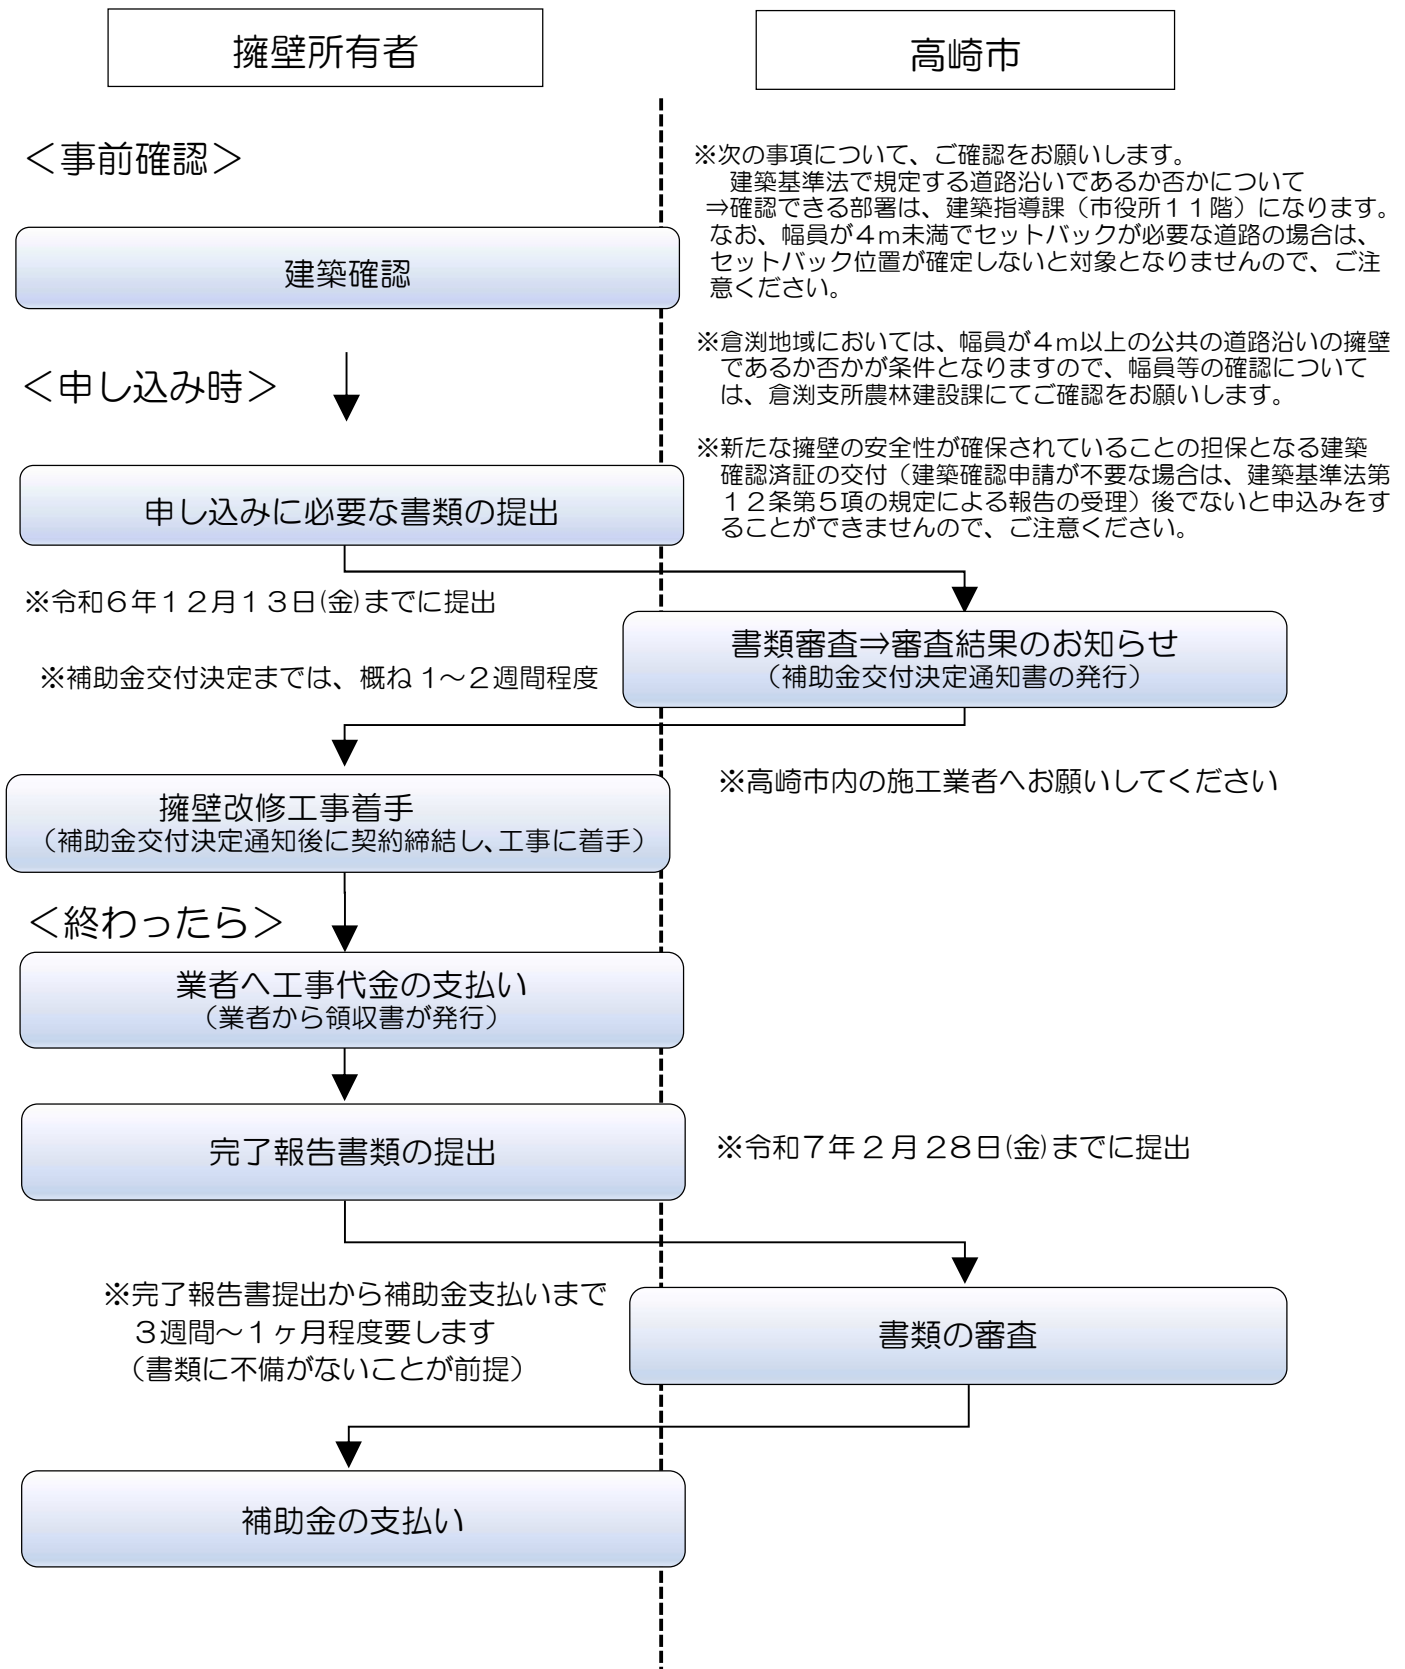 擁壁所有者
高崎市
＜事前確認＞
※次の事項について、ご確認をお願いします。
建築基準法で規定する道路沿いであるか否かについて
⇒確認できる部署は、建築指導課（市役所１１階）になります。
なお、幅員が４ｍ未満でセットバックが必要な道路の場合は、
セットバック位置が確定しないと対象となりませんので、ご注
意ください。
建築確認
※倉渕地域においては、幅員が４ｍ以上の公共の道路沿いの擁壁
であるか否かが条件となりますので、幅員等の確認について
は、倉渕支所農林建設課にてご確認をお願いします。
＜申し込み時＞
※新たな擁壁の安全性が確保されていることの担保となる建築
確認済証の交付（建築確認申請が不要な場合は、建築基準法第
１２条第５項の規定による報告の受理）後でないと申込みをす
ることができませんので、ご注意ください。
申し込みに必要な書類の提出
※令和６年１２月１３日(金)までに提出
書類審査⇒審査結果のお知らせ
（補助金交付決定通知書の発行）
※補助金交付決定までは、概ね 1～２週間程度
※高崎市内の施工業者へお願いしてください
擁壁改修工事着手
（補助金交付決定通知後に契約締結し、工事に着手）
＜終わったら＞
業者へ工事代金の支払い
（業者から領収書が発行）
完了報告書類の提出
※令和７年２月２８日(金)までに提出
※完了報告書提出から補助金支払いまで
３週間～１ヶ月程度要します
（書類に不備がないことが前提）
書類の審査
補助金の支払い